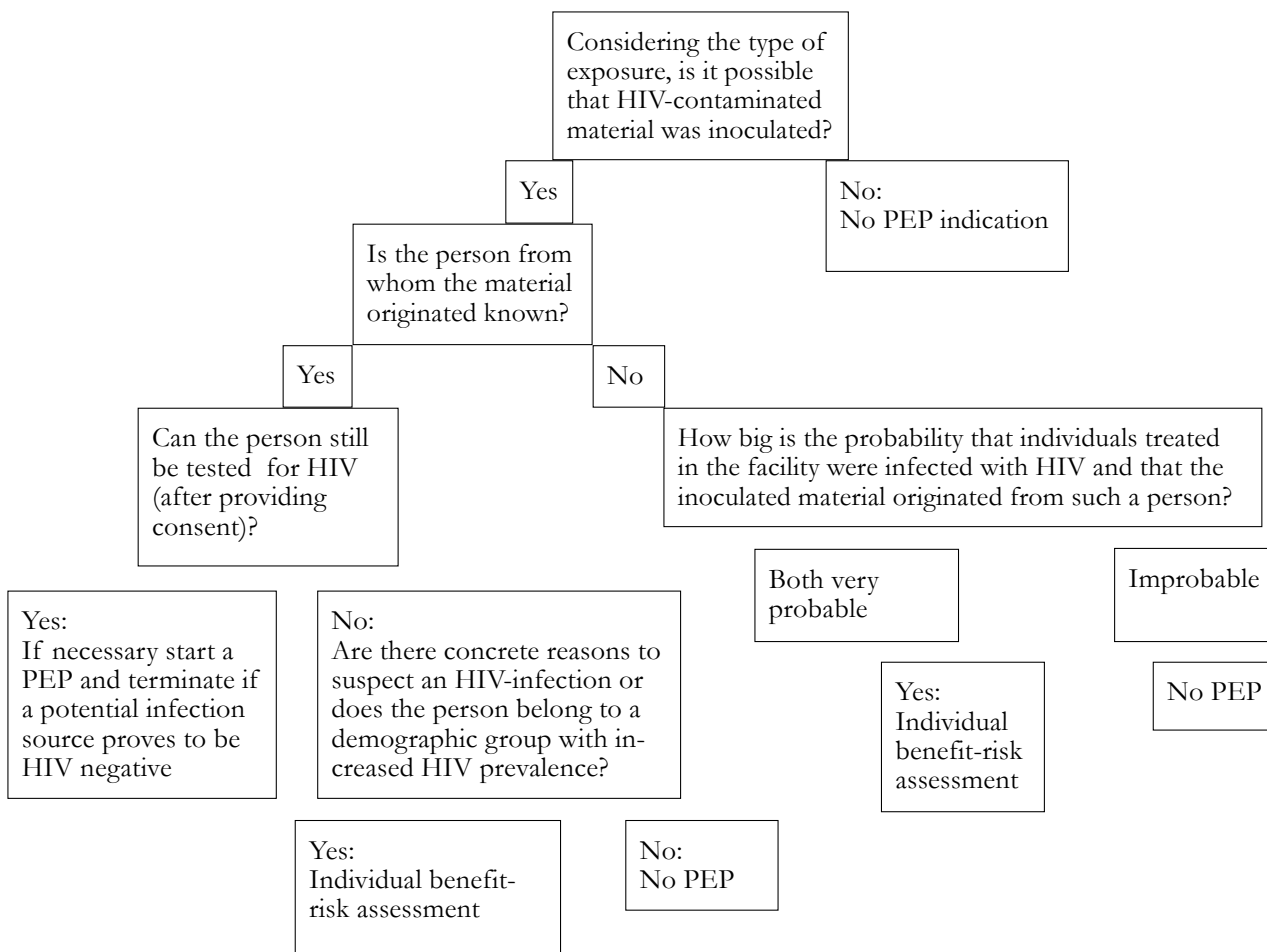 Considering the type of
exposure, is it possible
that HIV-contaminated
material was inoculated?
Yes
No:
No PEP indication
Is the person from
whom the material
originated known?
Yes
No
Can the person still
be tested for HIV
(after providing
consent)?
How big is the probability that individuals treated
in the facility were infected with HIV and that the
inoculated material originated from such a person?
Both very
probable
Improbable
Yes:
If necessary start a
PEP and terminate if
a potential infection
source proves to be
HIV negative
No:
Are there concrete reasons to
suspect an HIV-infection or
does the person belong to a
demographic group with in-
creased HIV prevalence?
Yes:
Individual
benefit-risk
assessment
No PEP
Yes:
Individual benefit-
risk assessment
No:
No PEP